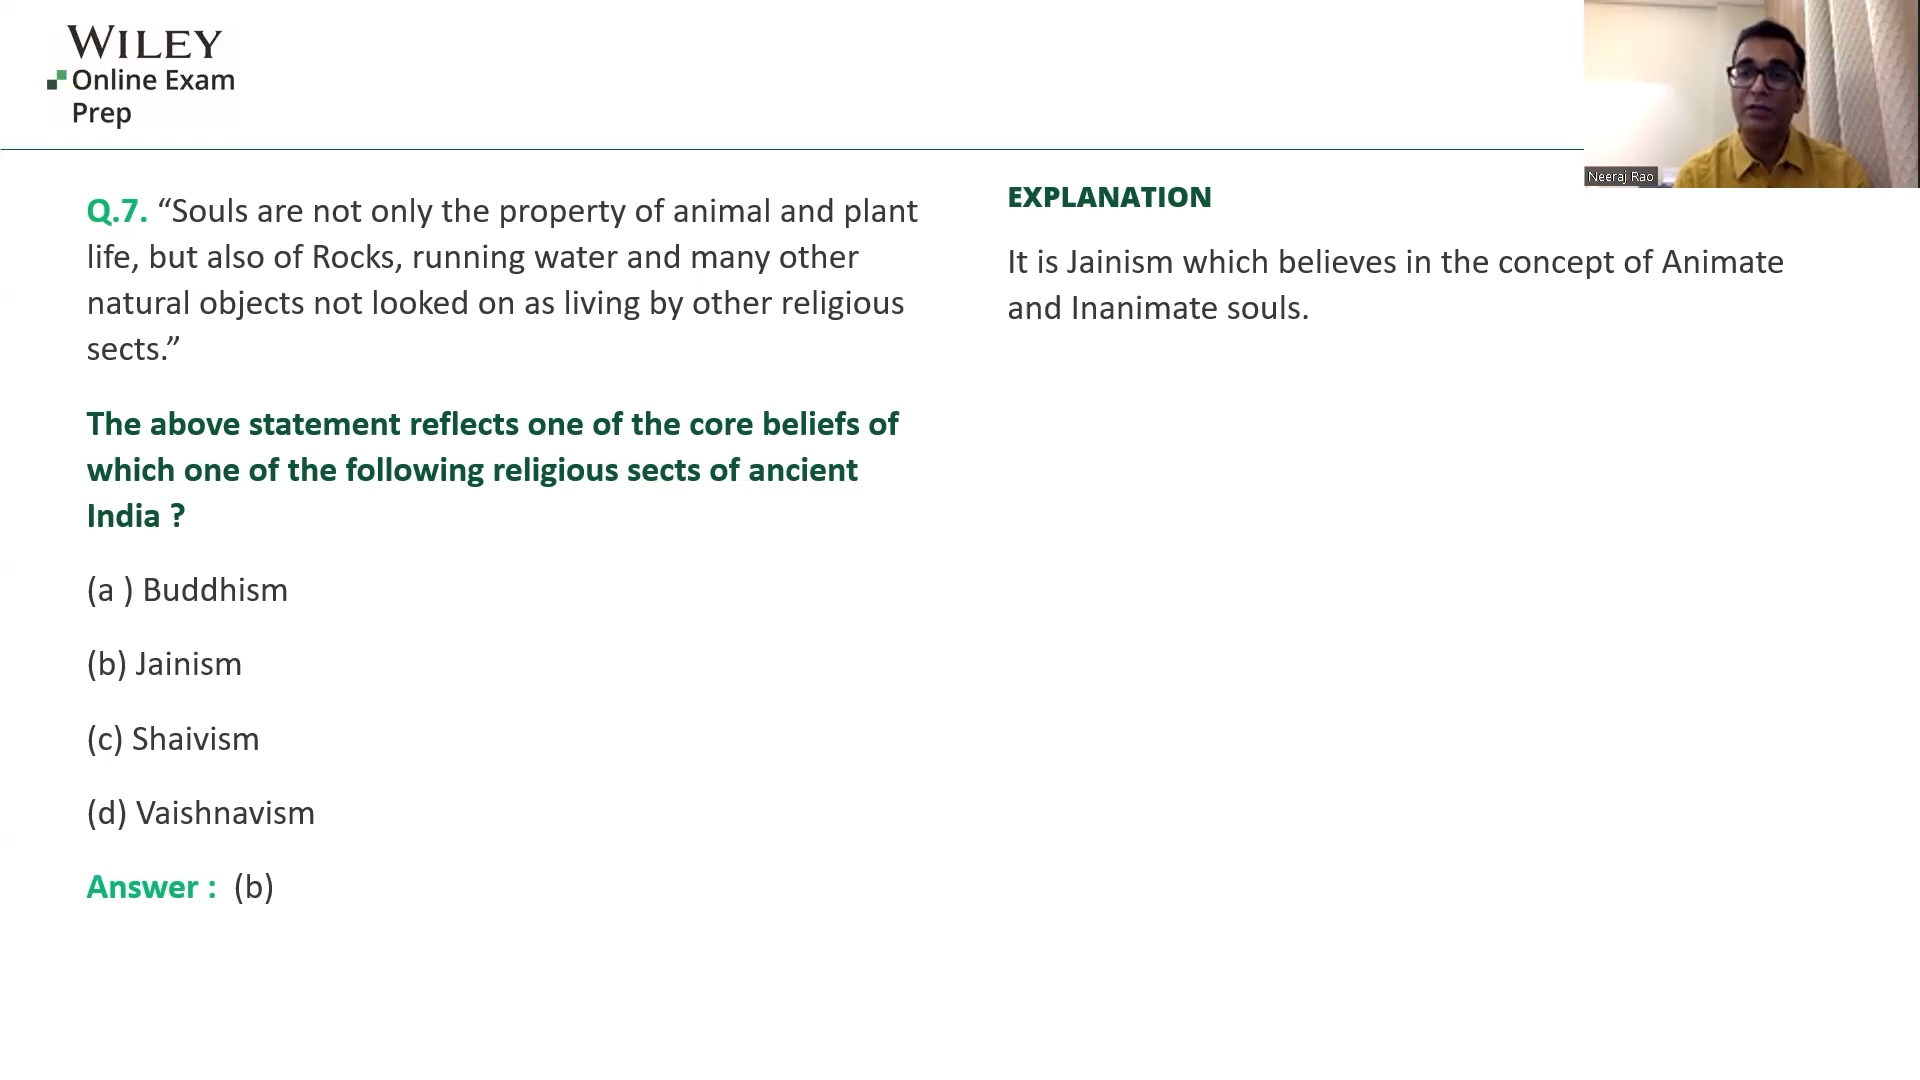 WILEY
Online Exam
Prep
Neeraj Rao
Q.7. “Souls are not only the property of animal and plant
life, but also of Rocks, running water and many other
natural objects not looked on as living by other religious
sects.”
The above statement reflects one of the core beliefs of
which one of the following religious sects of ancient
India ?
(a ) Buddhism
(b) Jainism
(c) Shaivism
(d) Vaishnavism
Answer : (b)
EXPLANATION
It is Jainism which believes in the concept of Animate
and Inanimate souls.